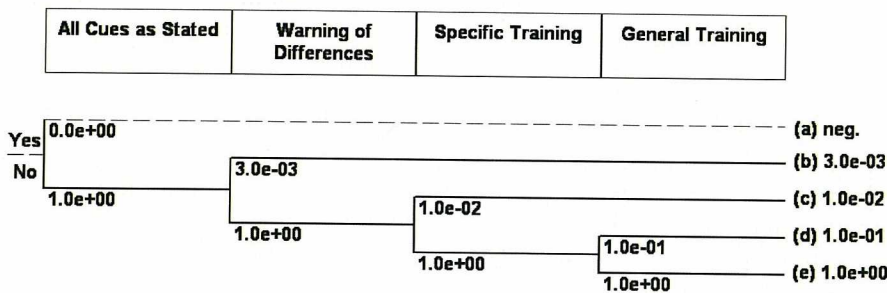 All Cues as Stated
Warning of
Differences
Specific Training
General Training
Yes
No
0.0e+00
(a) neg.
3.0e-03
(b) 3.0e-03
1.0e+00
1.0e-02
(c) 1.0e-02
1.0e+00
1.0e-01
(d) 1.0e-01
1.0e+00
1.0e+00
(e) 1.0e+00